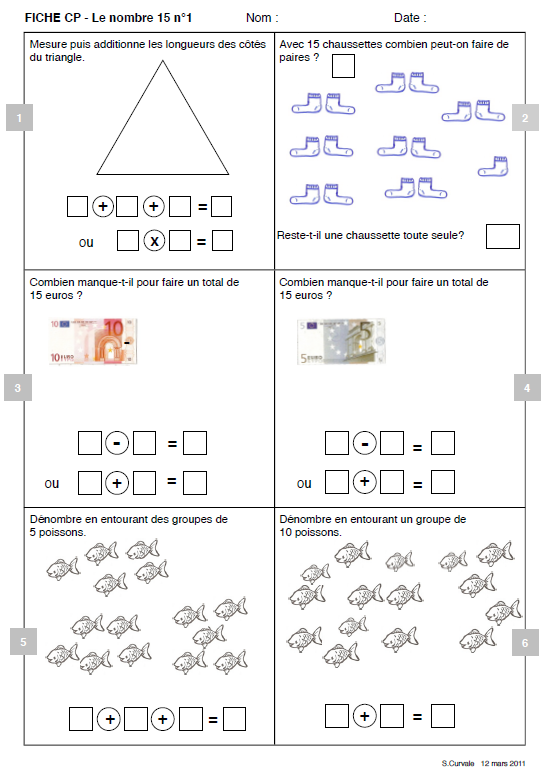 FICHE CP - Le nombre 15 n°1 Nom : Date :
1
Mesure puis additionne les longueurs des côtés
du triangle.
+ + =
ou x =
2
Avec 15 chaussettes combien peut-on faire de
paires ?
Reste-t-il une chaussette toute seule?
3
Combien manque-t-il pour faire un total de
15 euros ?
10 10
10 EURO
- =
ou + =
4
Combien manque-t-il pour faire un total de
15 euros ?
5 5
5 EURO
- =
ou + =
5
Dénombre en entourant des groupes de
5 poissons.
+ + =
6
Dénombre en entourant un groupe de
10 poissons.
+ =
S.Curvale 12 mars 2011